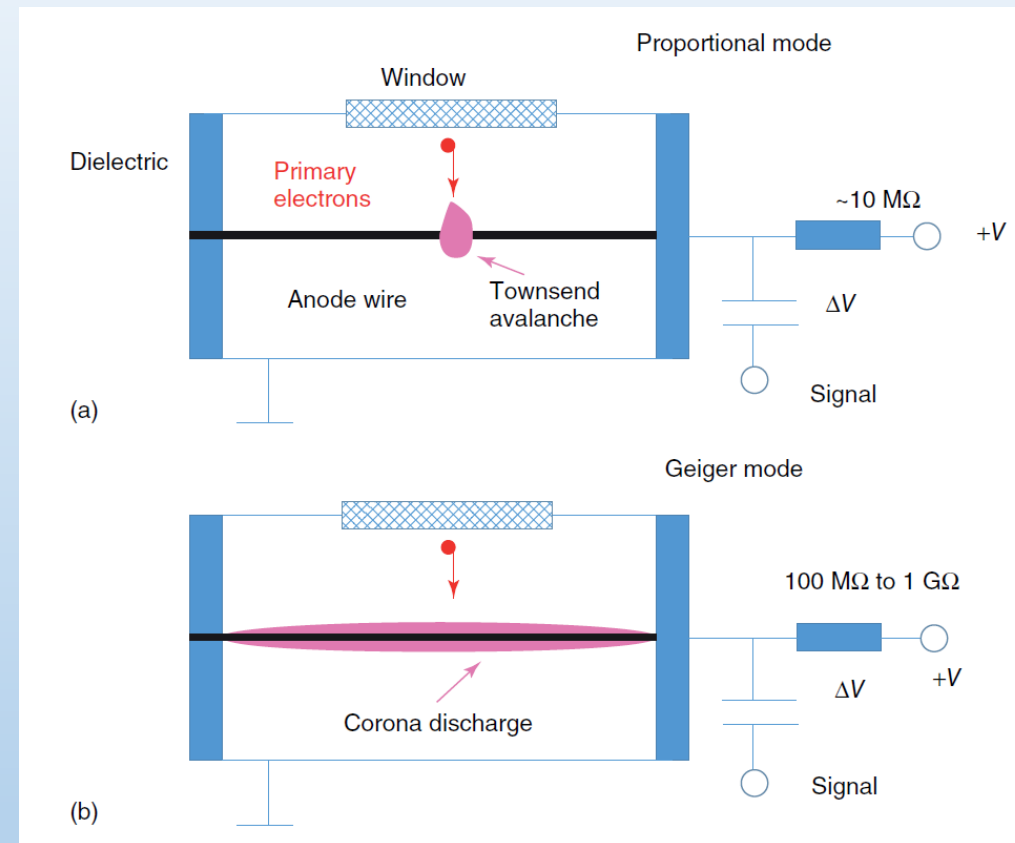 Proportional mode
Window
Dielectric
Primary
electrons
~10 MΩ
+V
Anode wire
Townsend
avalanche
ΔV
Signal
(a)
Geiger mode
100 MΩ to 1 GΩ
ΔV
+V
Corona discharge
Signal
(b)